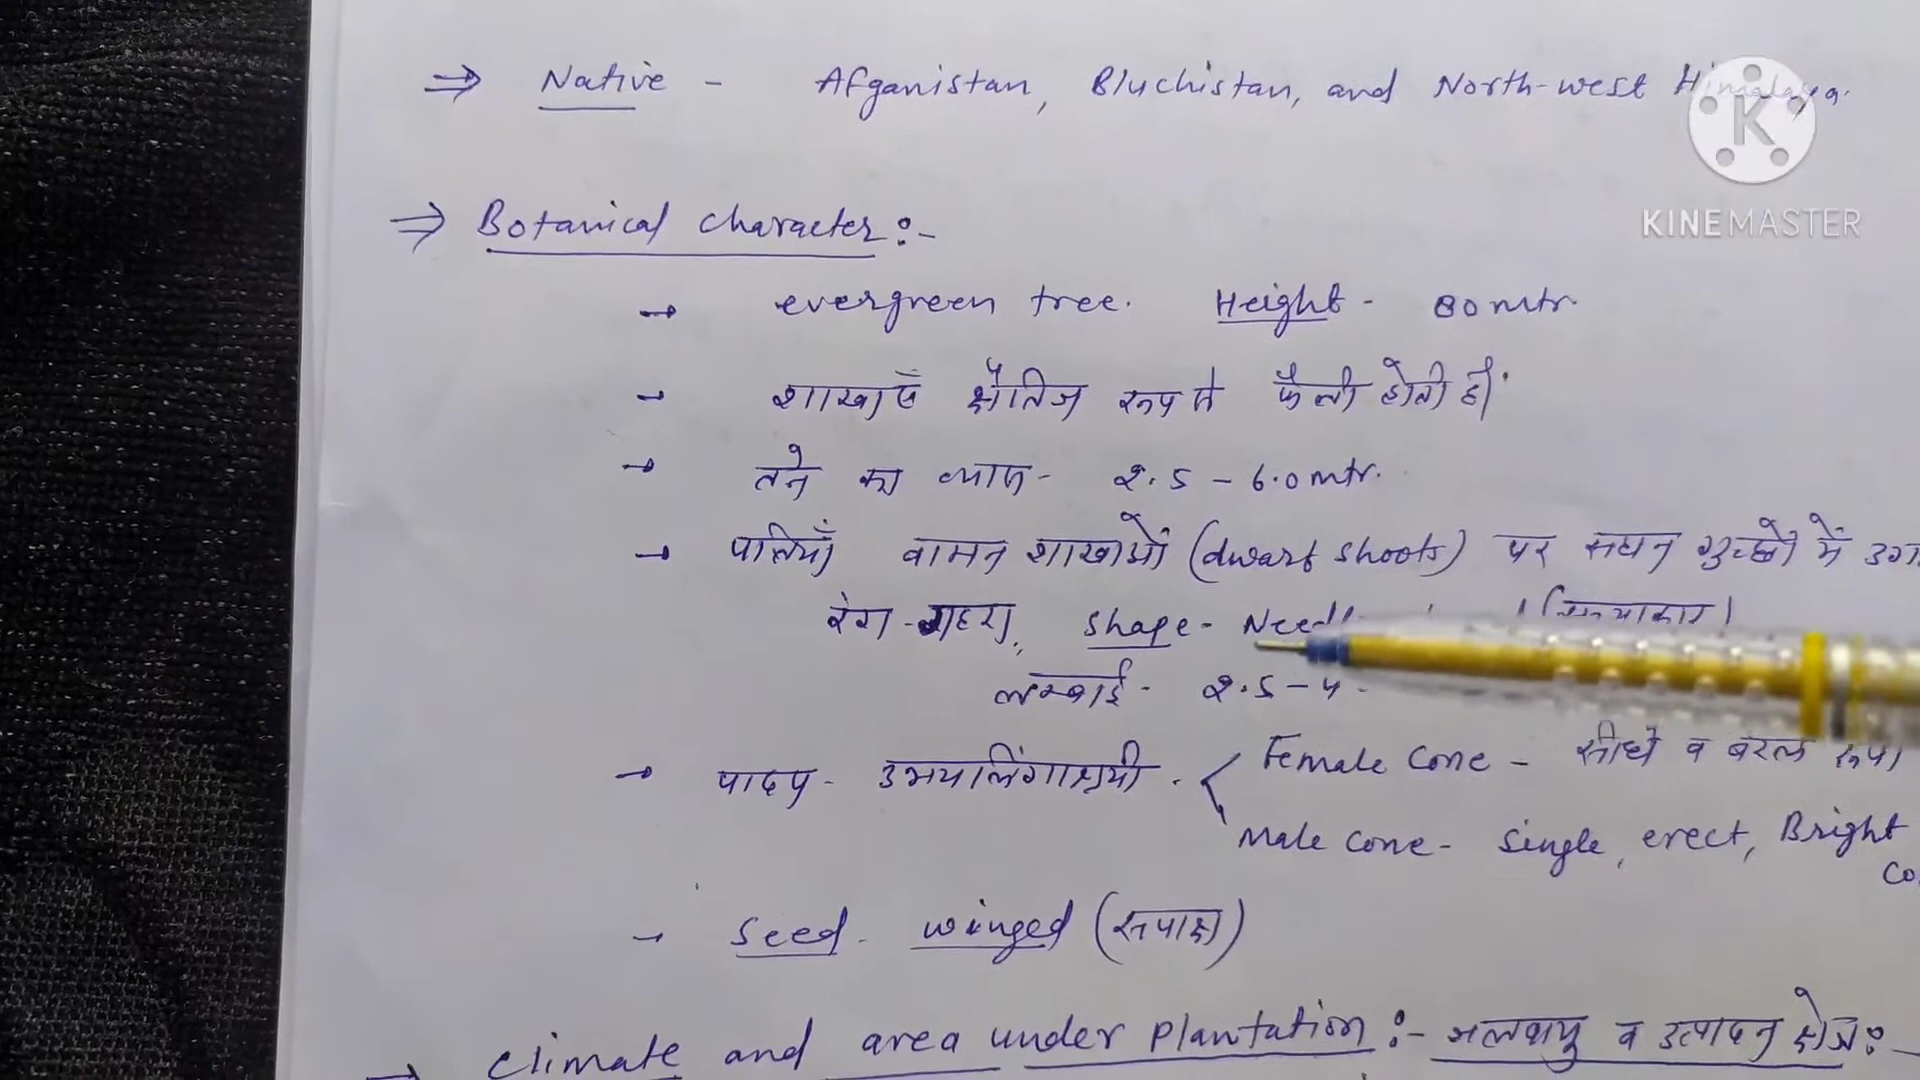 ⇒ Native - Afganistan, Bluchistan, and North-west Himalaya.
KINEMASTER
⇒ Botanical character :-
→ evergreen tree. Height - 80 mtr.
- शाखाएँ क्षैतिज रूप से फैली होती हैं.
→ तने का व्यास - 2.5 - 6.0 mtr.
→ पत्तियाँ वामन शाखाओं (dwarf shoots) पर सघन गुच्छों में
रंग - गहरा, shape -
लम्बाई - 2.5 -
→ पादप - उभयलिंगाश्रयी.
Female Cone - सीधे व
Male Cone - Single, erect, Bright
- Seed - winged (सपक्ष)
→ Climate and area under plantation :- जलवायु व उत्पादन क्षेत्र :-